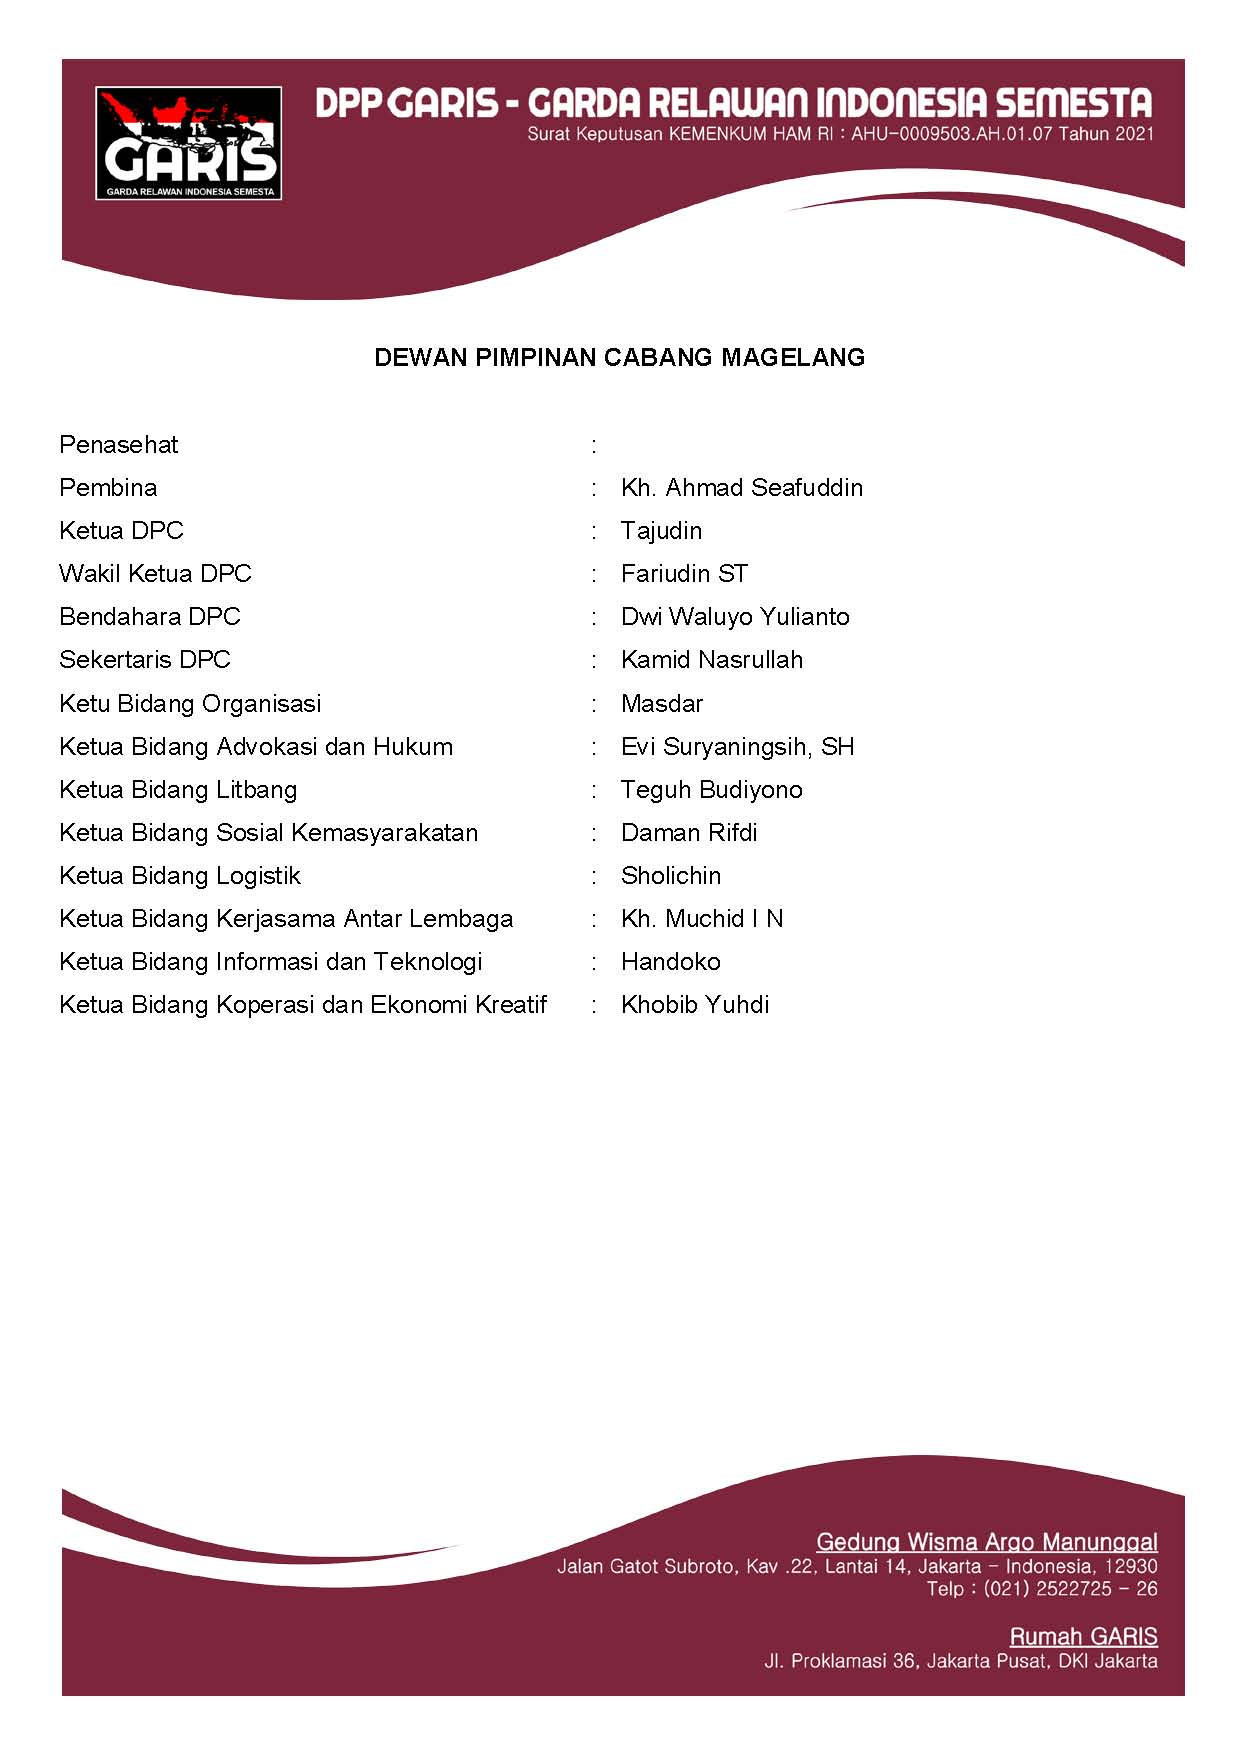 GARIS
GARDA RELAWAN INDONESIA SEMESTA
DPP GARIS - GARDA RELAWAN INDONESIA SEMESTA
Surat Keputusan KEMENKUM HAM RI : AHU-0009503.AH.01.07 Tahun 2021
DEWAN PIMPINAN CABANG MAGELANG
Penasehat :
Pembina : Kh. Ahmad Seafuddin
Ketua DPC : Tajudin
Wakil Ketua DPC : Fariudin ST
Bendahara DPC : Dwi Waluyo Yulianto
Sekertaris DPC : Kamid Nasrullah
Ketu Bidang Organisasi : Masdar
Ketua Bidang Advokasi dan Hukum : Evi Suryaningsih, SH
Ketua Bidang Litbang : Teguh Budiyono
Ketua Bidang Sosial Kemasyarakatan : Daman Rifdi
Ketua Bidang Logistik : Sholichin
Ketua Bidang Kerjasama Antar Lembaga : Kh. Muchid I N
Ketua Bidang Informasi dan Teknologi : Handoko
Ketua Bidang Koperasi dan Ekonomi Kreatif : Khobib Yuhdi
Gedung Wisma Argo Manunggal
Jalan Gatot Subroto, Kav .22, Lantai 14, Jakarta - Indonesia, 12930
Telp : (021) 2522725 - 26
Rumah GARIS
Jl. Proklamasi 36, Jakarta Pusat, DKI Jakarta